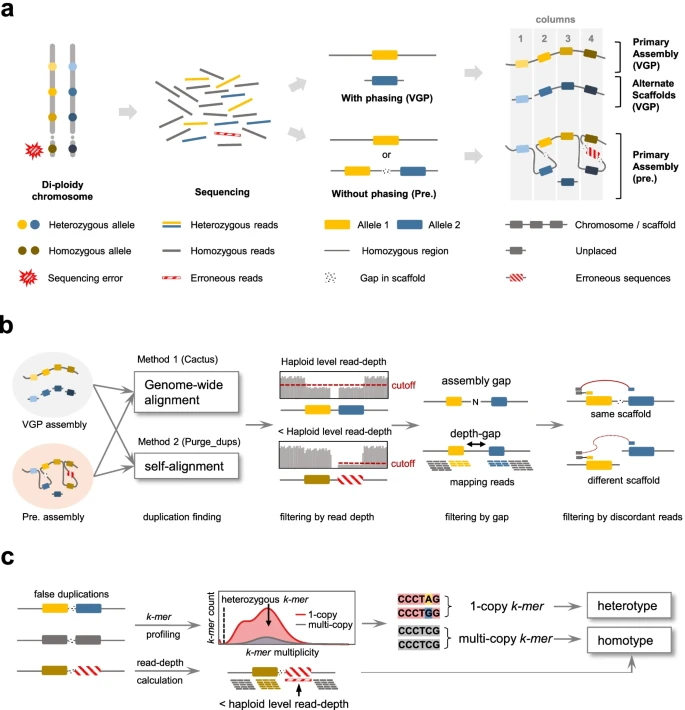 a
columns
1 2 3 4
Primary
Assembly
(VGP)
Alternate
Scaffolds
(VGP)
Primary
Assembly
(pre.)
With phasing (VGP)
or
Without phasing (Pre.)
Di-ploidy
chromosome
Sequencing
Heterozygous allele
Heterozygous reads
Allele 1
Allele 2
Chromosome / scaffold
Homozygous allele
Homozygous reads
Homozygous region
Unplaced
Sequencing error
Erroneous reads
Gap in scaffold
Erroneous sequences
b
VGP assembly
Pre. assembly
Method 1 (Cactus)
Genome-wide
alignment
Method 2 (Purge_dups)
self-alignment
duplication finding
Haploid level read-depth
cutoff
< Haploid level read-depth
cutoff
filtering by read depth
assembly gap
N
depth-gap
mapping reads
filtering by gap
same scaffold
different scaffold
filtering by discordant reads
c
false duplications
k-mer
profiling
read-depth
calculation
k-mer count
heterozygous k-mer
1-copy
multi-copy
k-mer multiplicity
< haploid level read-depth
CCCTAG
CCCTGG
1-copy k-mer
heterotype
CCCTCG
CCCTCG
multi-copy k-mer
homotype